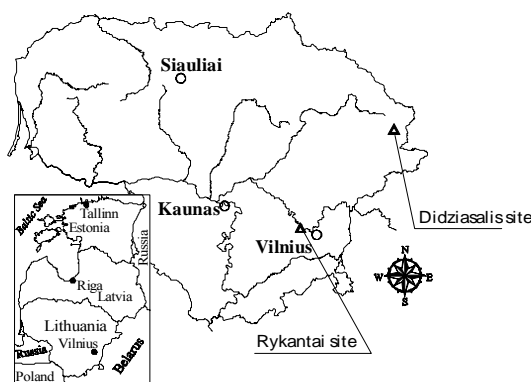 Siauliai
Kaunas
Vilnius
Didziasalis site
Rykantai site
N
W
E
S
Baltic Sea
Tallinn
Estonia
Russia
Riga
Latvia
Lithuania
Vilnius
Russia
Belarus
Poland